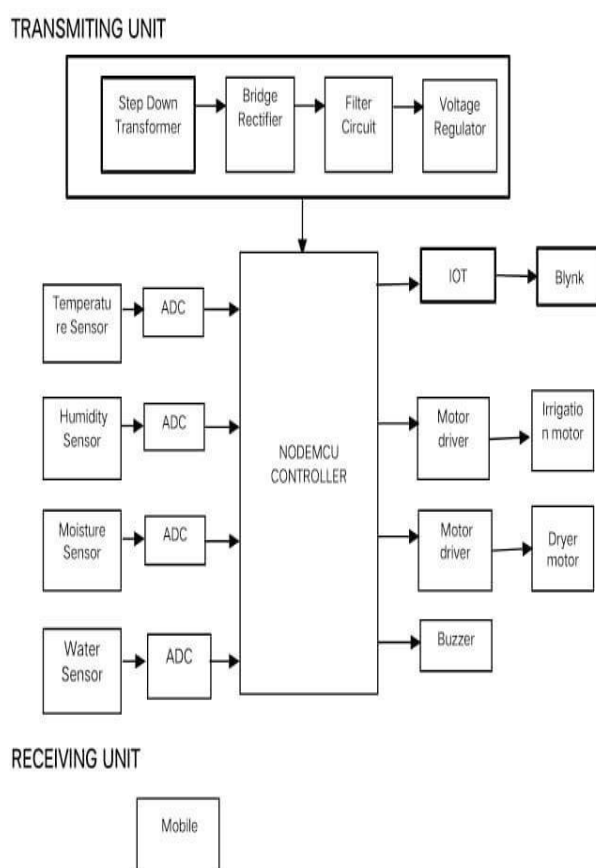 TRANSMITING UNIT
Step Down
Transformer
Bridge
Rectifier
Filter
Circuit
Voltage
Regulator
Temperatu
re Sensor
ADC
Humidity
Sensor
ADC
Moisture
Sensor
ADC
Water
Sensor
ADC
NODEMCU
CONTROLLER
IOT
Blynk
Motor
driver
Irrigatio
n motor
Motor
driver
Dryer
motor
Buzzer
RECEIVING UNIT
Mobile